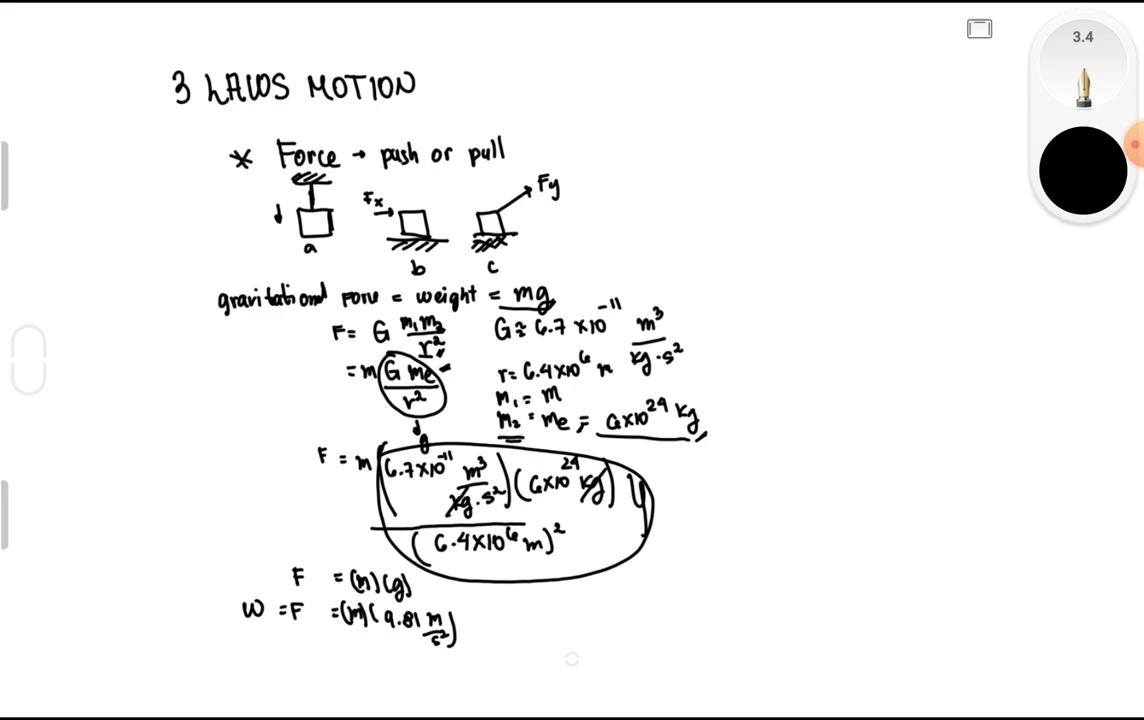 3.4
3 LAWS MOTION
* Force → push or pull
Fx
Fy
a
b
c
gravitational Force = weight = mg
F = G m₁m₂/r²
G ≈ 6.7 ×10⁻¹¹ m³/kg·s²
= m G me/r²
r = 6.4×10⁶ m
m₁ = m
m₂ = me = 6×10²⁴ kg
g
F = m (6.7×10⁻¹¹ m³/kg·s²)(6×10²⁴ kg)
(6.4×10⁶ m)²
F = (m)(g)
W = F = (m)(9.81 m/s²)